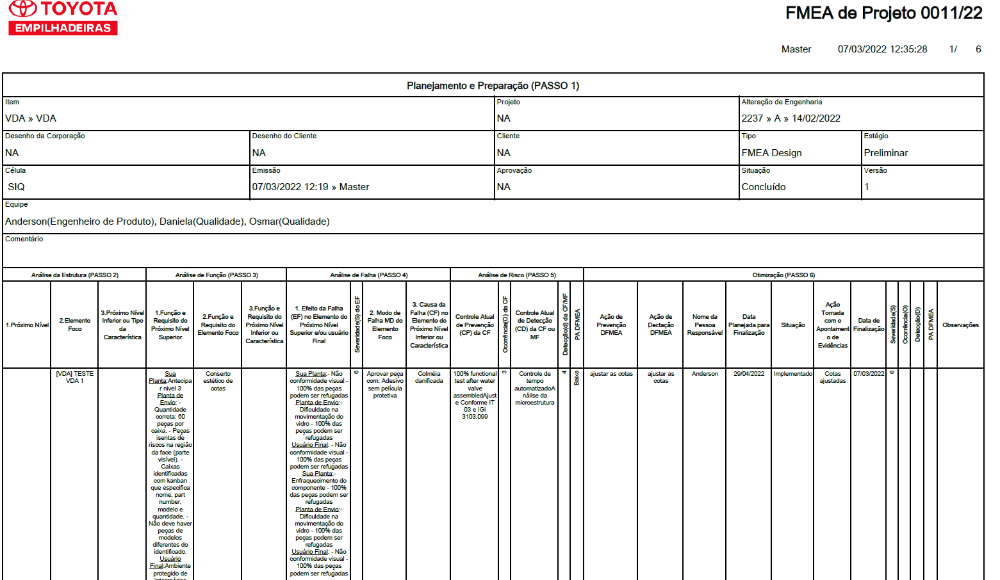 TOYOTA
EMPILHADEIRAS
FMEA de Projeto 0011/22
Master 07/03/2022 12:35:28 1/ 6
Planejamento e Preparação (PASSO 1)
Item
VDA » VDA
Projeto
NA
Alteração de Engenharia
2237 » A » 14/02/2022
Desenho da Corporação
NA
Desenho do Cliente
NA
Cliente
NA
Tipo
FMEA Design
Estágio
Preliminar
Célula
SIQ
Emissão
07/03/2022 12:19 » Master
Aprovação
NA
Situação
Concluído
Versão
1
Equipe
Anderson(Engenheiro de Produto), Daniela(Qualidade), Osmar(Qualidade)
Comentário
Análise da Estrutura (PASSO 2)
Análise de Função (PASSO 3)
Análise de Falha (PASSO 4)
Análise de Risco (PASSO 5)
Otimização (PASSO 6)
1.Próximo Nível
2.Elemento
Foco
3.Próximo Nível
Inferior ou Tipo
da
Característica
1.Função e
Requisito do
Próximo Nível
Superior
2.Função e
Requisito do
Elemento Foco
3.Função e
Requisito do
Próximo Nível
Inferior ou
Característica
1. Efeito da Falha
(EF) no Elemento do
Próximo Nível
Superior e/ou usuário
Final
Severidade(S) do EF
2. Modo de
Falha MD do
Elemento
Foco
3. Causa da
Falha (CF) no
Elemento do
Próximo Nível
Inferior ou
Característica
Controle Atual
de Prevenção
(CP) da CF
Ocorrência(O) da CF
Controle Atual
de Detecção
(CD) da CF ou
MF
Detecção(d) da CF/MF
PA DFMEA
Ação de
Prevenção
DFMEA
Ação de
Dectação
DFMEA
Nome da
Pessoa
Responsável
Data
Planejada para
Finalização
Situação
Ação
Tomada
com o
Apontament
o de
Evidências
Data de
Finalização
Severidade(S)
Ocorrência(O)
Detecção(D)
PA DFMEA
Observações
[VDA] TESTE
VDA 1
Sua
Planta:Antecipa
r nivel 3
Planta de
Envio: -
Quantidade
correta: 60
peças por
caixa. - Peças
isentas de
riscos na região
da face (parte
visível). -
Caixas
identificadas
com kanban
que especifica
nome, part
number,
modelo e
quantidade. -
Não deve haver
peças de
modelos
diferentes do
identificado.
Usuário
Final:Ambiente
protegido de
Conserto
estético de
cotas
Sua Planta:- Não
conformidade visual -
100% das peças
podem ser refugadas
Planta de Envio:-
Dificuldade na
movimentação do
vidro - 100% das
peças podem ser
refugadas
Usuário Final: - Não
conformidade visual -
100% das peças
podem ser refugadas
Sua Planta:-
Enfraquecimento do
componente - 100%
das peças podem ser
refugadas
Planta de Envio:-
Dificuldade na
movimentação do
vidro - 100% das
peças podem ser
refugadas
Usuário Final: - Não
conformidade visual -
100% das peças
podem ser refugadas
6
Aprovar peça
com: Adesivo
sem película
protetiva
Colméia
danificada
100% functional
test after water
valve
assembledAjust
e Conforme IT
03 e IGI
3103.099
3
Controle de
tempo
automatizadoA
nálise da
microestrutura
4
Baixa
ajustar as cotas
ajustar as
cotas
Anderson
29/04/2022
Implementado
Cotas
ajustadas
07/03/2022
6